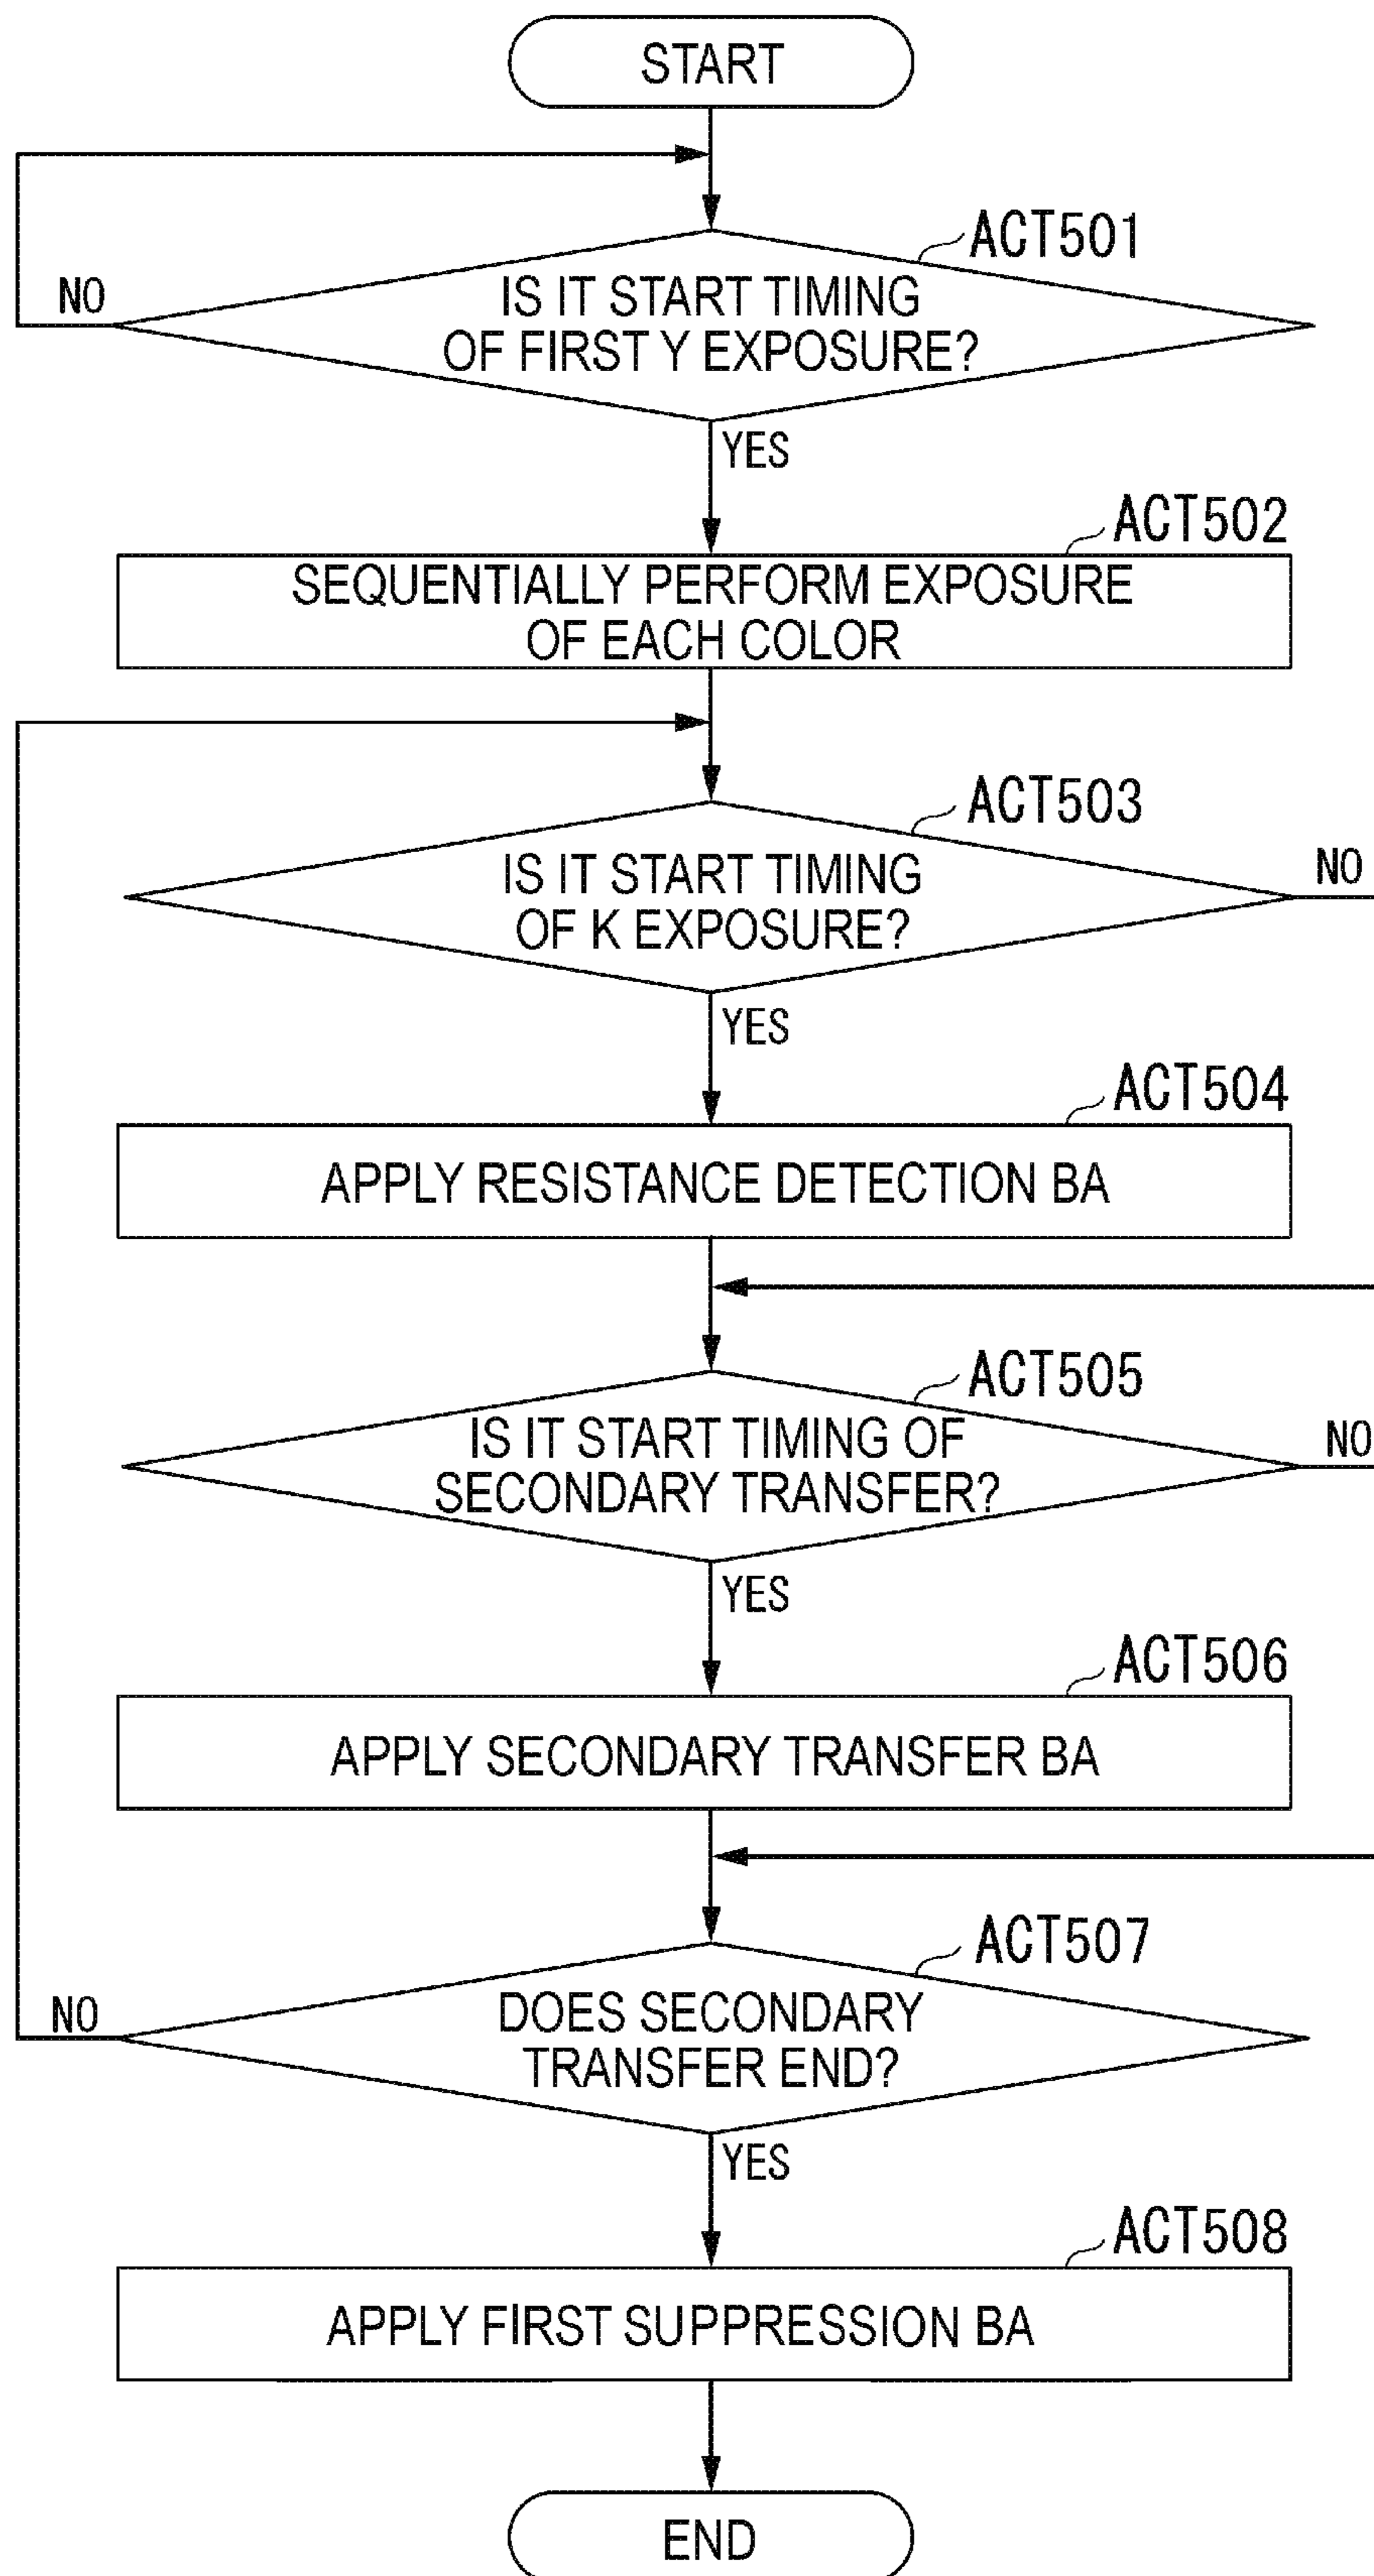 START
ACT501
NO
IS IT START TIMING
OF FIRST Y EXPOSURE?
YES
ACT502
SEQUENTIALLY PERFORM EXPOSURE
OF EACH COLOR
ACT503
NO
IS IT START TIMING
OF K EXPOSURE?
YES
ACT504
APPLY RESISTANCE DETECTION BA
ACT505
NO
IS IT START TIMING OF
SECONDARY TRANSFER?
YES
ACT506
APPLY SECONDARY TRANSFER BA
ACT507
NO
DOES SECONDARY
TRANSFER END?
YES
ACT508
APPLY FIRST SUPPRESSION BA
END